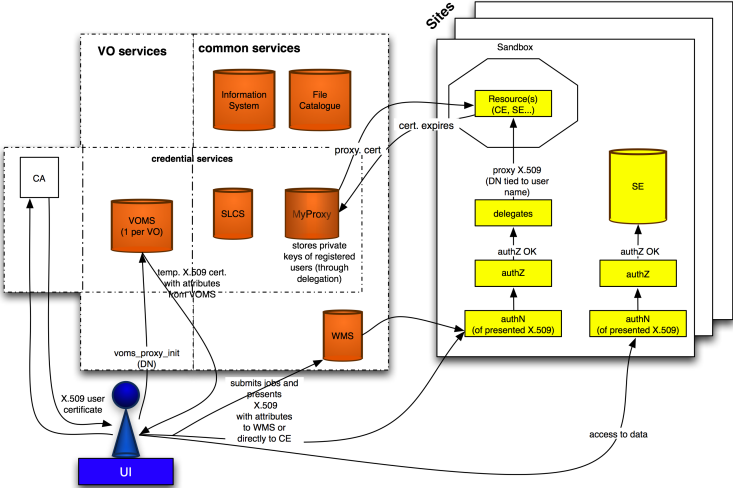 Sites
VO services
common services
Sandbox
Information
System
File
Catalogue
Resource(s)
(CE, SE...)
cert. expires
proxy. cert
credential services
CA
VOMS
(1 per VO)
SLCS
MyProxy
stores private
keys of registered
users (through
delegation)
proxy X.509
(DN tied to user
name)
SE
delegates
authZ OK
authZ OK
authZ
authZ
authN
(of presented X.509)
authN
(of presented X.509)
temp. X.509 cert.
with attributes
from VOMS
WMS
voms_proxy_init
(DN)
X.509 user
certificate
submits jobs and
presents
X.509
with attributes
to WMS or
directly to CE
access to data
UI